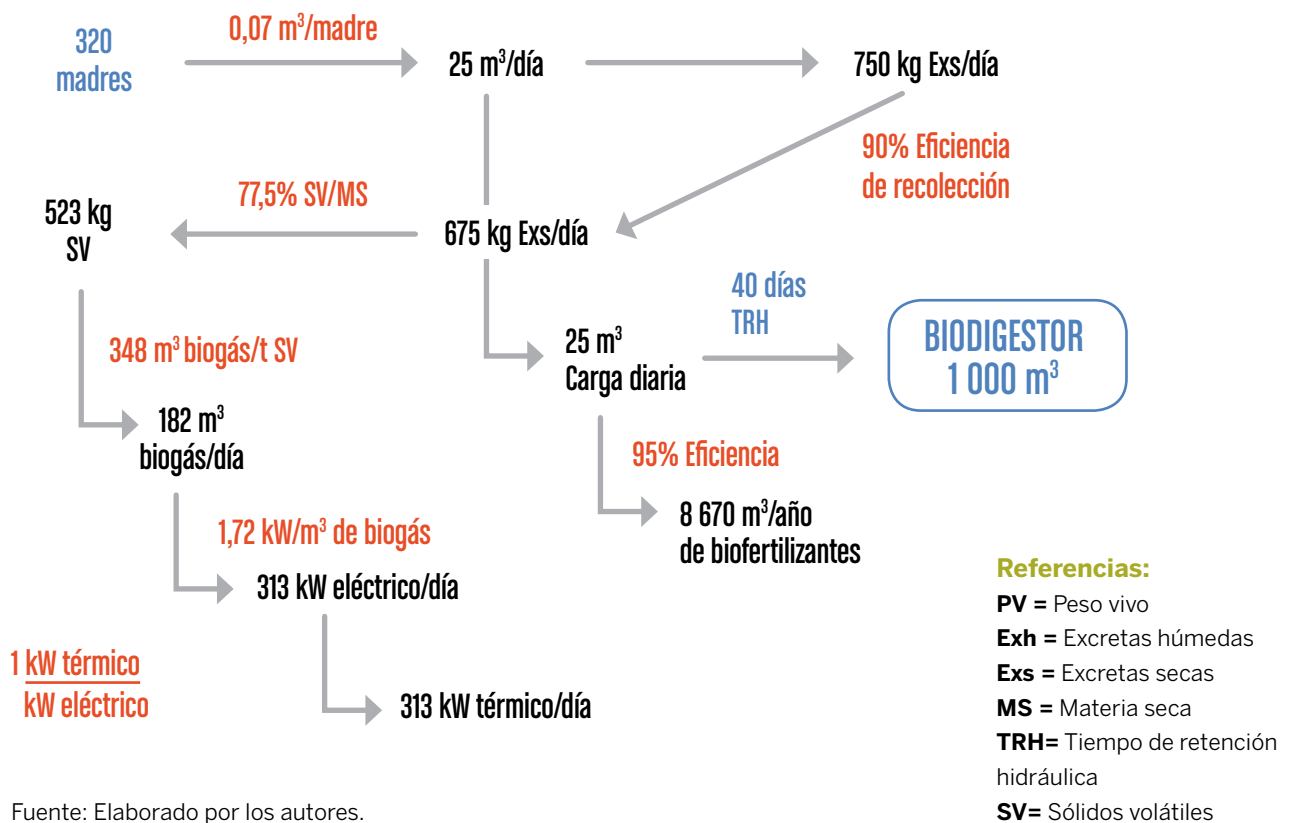 320
madres
0,07 m³/madre
25 m³/día
750 kg Exs/día
90% Eficiencia
de recolección
675 kg Exs/día
77,5% SV/MS
523 kg
SV
348 m³ biogás/t SV
182 m³
biogás/día
1,72 kW/m³ de biogás
313 kW eléctrico/día
1 kW térmico
kW eléctrico
313 kW térmico/día
25 m³
Carga diaria
40 días
TRH
BIODIGESTOR
1 000 m³
95% Eficiencia
8 670 m³/año
de biofertilizantes
Referencias:
PV = Peso vivo
Exh = Excretas húmedas
Exs = Excretas secas
MS = Materia seca
TRH= Tiempo de retención
hidráulica
SV= Sólidos volátiles
Fuente: Elaborado por los autores.